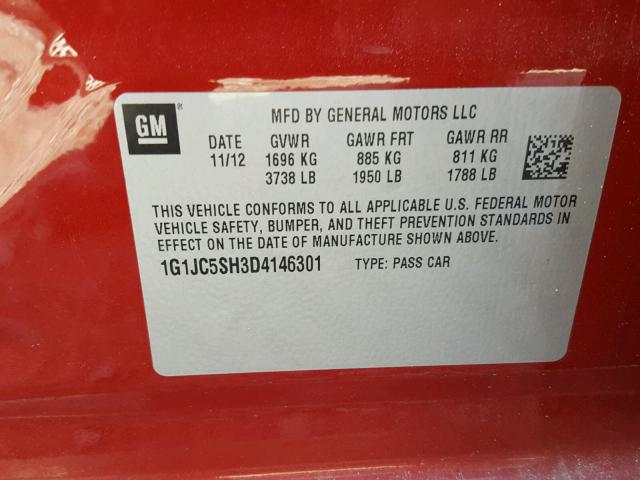 GM
MFD BY GENERAL MOTORS LLC
DATE GVWR GAWR FRT GAWR RR
11/12 1696 KG 885 KG 811 KG
3738 LB 1950 LB 1788 LB
THIS VEHICLE CONFORMS TO ALL APPLICABLE U.S. FEDERAL MOTOR
VEHICLE SAFETY, BUMPER, AND THEFT PREVENTION STANDARDS IN
EFFECT ON THE DATE OF MANUFACTURE SHOWN ABOVE.
1G1JC5SH3D4146301 TYPE: PASS CAR